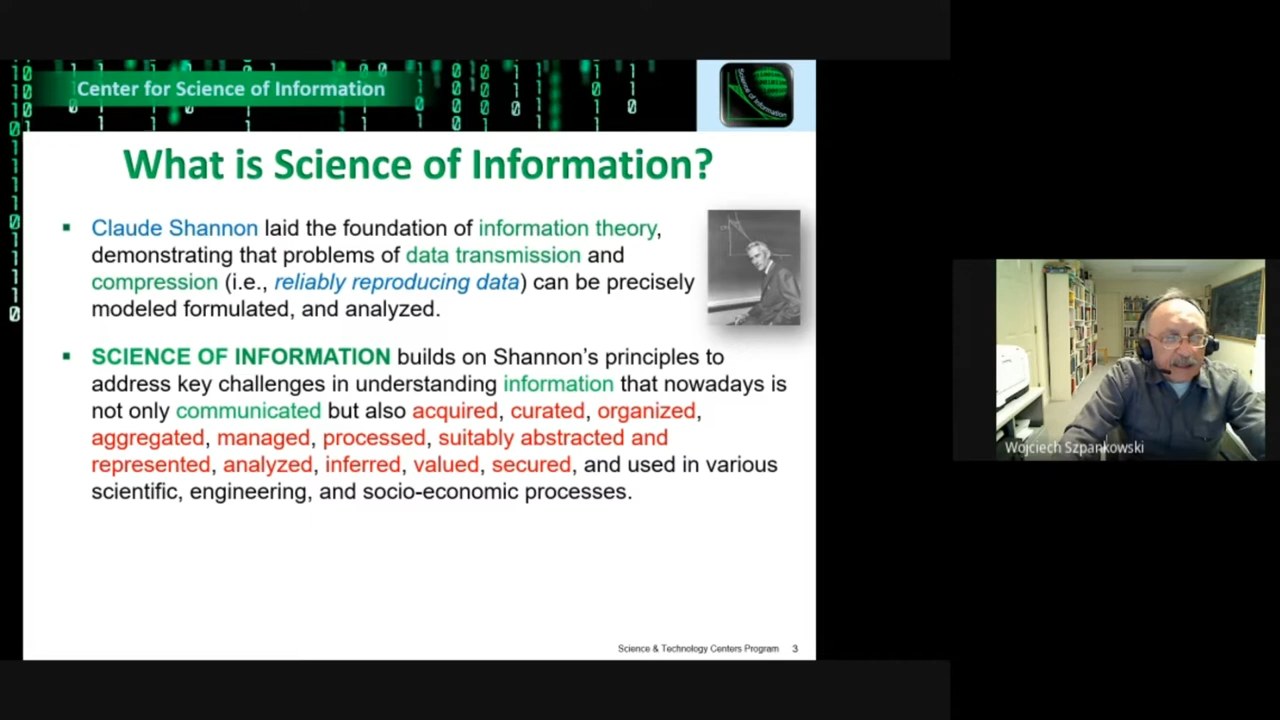 Center for Science of Information
Science of Information
What is Science of Information?
▪ Claude Shannon laid the foundation of information theory,
demonstrating that problems of data transmission and
compression (i.e., reliably reproducing data) can be precisely
modeled formulated, and analyzed.
▪ SCIENCE OF INFORMATION builds on Shannon's principles to
address key challenges in understanding information that nowadays is
not only communicated but also acquired, curated, organized,
aggregated, managed, processed, suitably abstracted and
represented, analyzed, inferred, valued, secured, and used in various
scientific, engineering, and socio-economic processes.
Science & Technology Centers Program 3
Wojciech Szpankowski